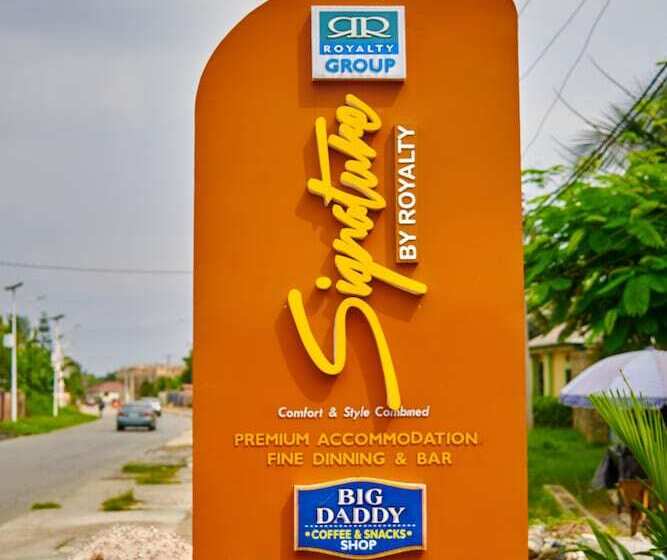 RR
ROYALTY
GROUP
Signature
BY ROYALTY
Comfort & Style Combined
PREMIUM ACCOMMODATION
FINE DINNING & BAR
BIG
DADDY
COFFEE & SNACKS
SHOP